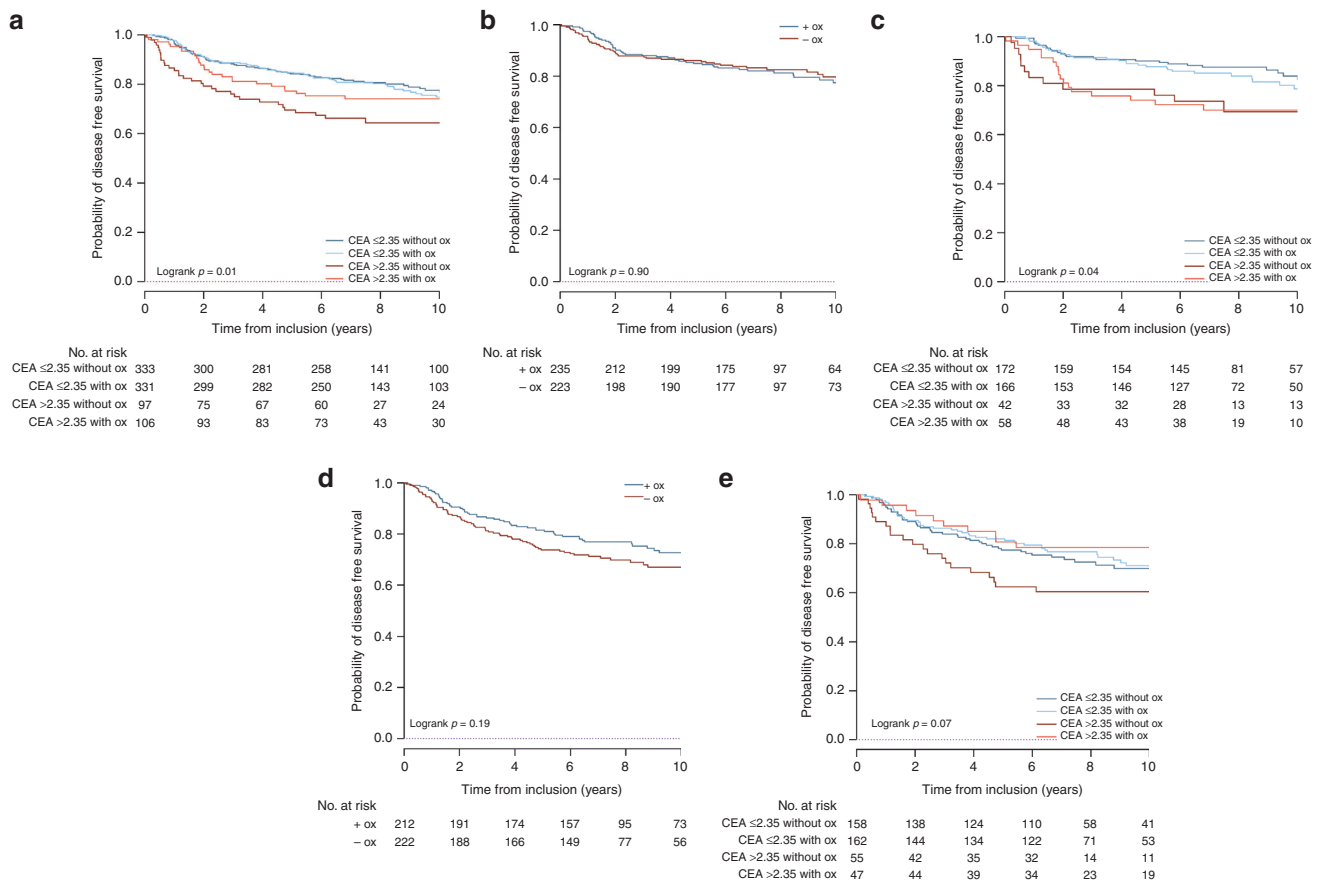 a
Probability of disease free survival
1.0
0.8
0.6
0.4
0.2
0.0
CEA ≤2.35 without ox
CEA ≤2.35 with ox
CEA >2.35 without ox
CEA >2.35 with ox
Logrank p = 0.01
0 2 4 6 8 10
Time from inclusion (years)
No. at risk
CEA ≤2.35 without ox 333 300 281 258 141 100
CEA ≤2.35 with ox 331 299 282 250 143 103
CEA >2.35 without ox 97 75 67 60 27 24
CEA >2.35 with ox 106 93 83 73 43 30
b
Probability of disease free survival
1.0
0.8
0.6
0.4
0.2
0.0
+ ox
– ox
Logrank p = 0.90
0 2 4 6 8 10
Time from inclusion (years)
No. at risk
+ ox 235 212 199 175 97 64
– ox 223 198 190 177 97 73
c
Probability of disease free survival
1.0
0.8
0.6
0.4
0.2
0.0
CEA ≤2.35 without ox
CEA ≤2.35 with ox
CEA >2.35 without ox
CEA >2.35 with ox
Logrank p = 0.04
0 2 4 6 8 10
Time from inclusion (years)
No. at risk
CEA ≤2.35 without ox 172 159 154 145 81 57
CEA ≤2.35 with ox 166 153 146 127 72 50
CEA >2.35 without ox 42 33 32 28 13 13
CEA >2.35 with ox 58 48 43 38 19 10
d
Probability of disease free survival
1.0
0.8
0.6
0.4
0.2
0.0
+ ox
– ox
Logrank p = 0.19
0 2 4 6 8 10
Time from inclusion (years)
No. at risk
+ ox 212 191 174 157 95 73
– ox 222 188 166 149 77 56
e
Probability of disease free survival
1.0
0.8
0.6
0.4
0.2
0.0
CEA ≤2.35 without ox
CEA ≤2.35 with ox
CEA >2.35 without ox
CEA >2.35 with ox
Logrank p = 0.07
0 2 4 6 8 10
Time from inclusion (years)
No. at risk
CEA ≤2.35 without ox 158 138 124 110 58 41
CEA ≤2.35 with ox 162 144 134 122 71 53
CEA >2.35 without ox 55 42 35 32 14 11
CEA >2.35 with ox 47 44 39 34 23 19